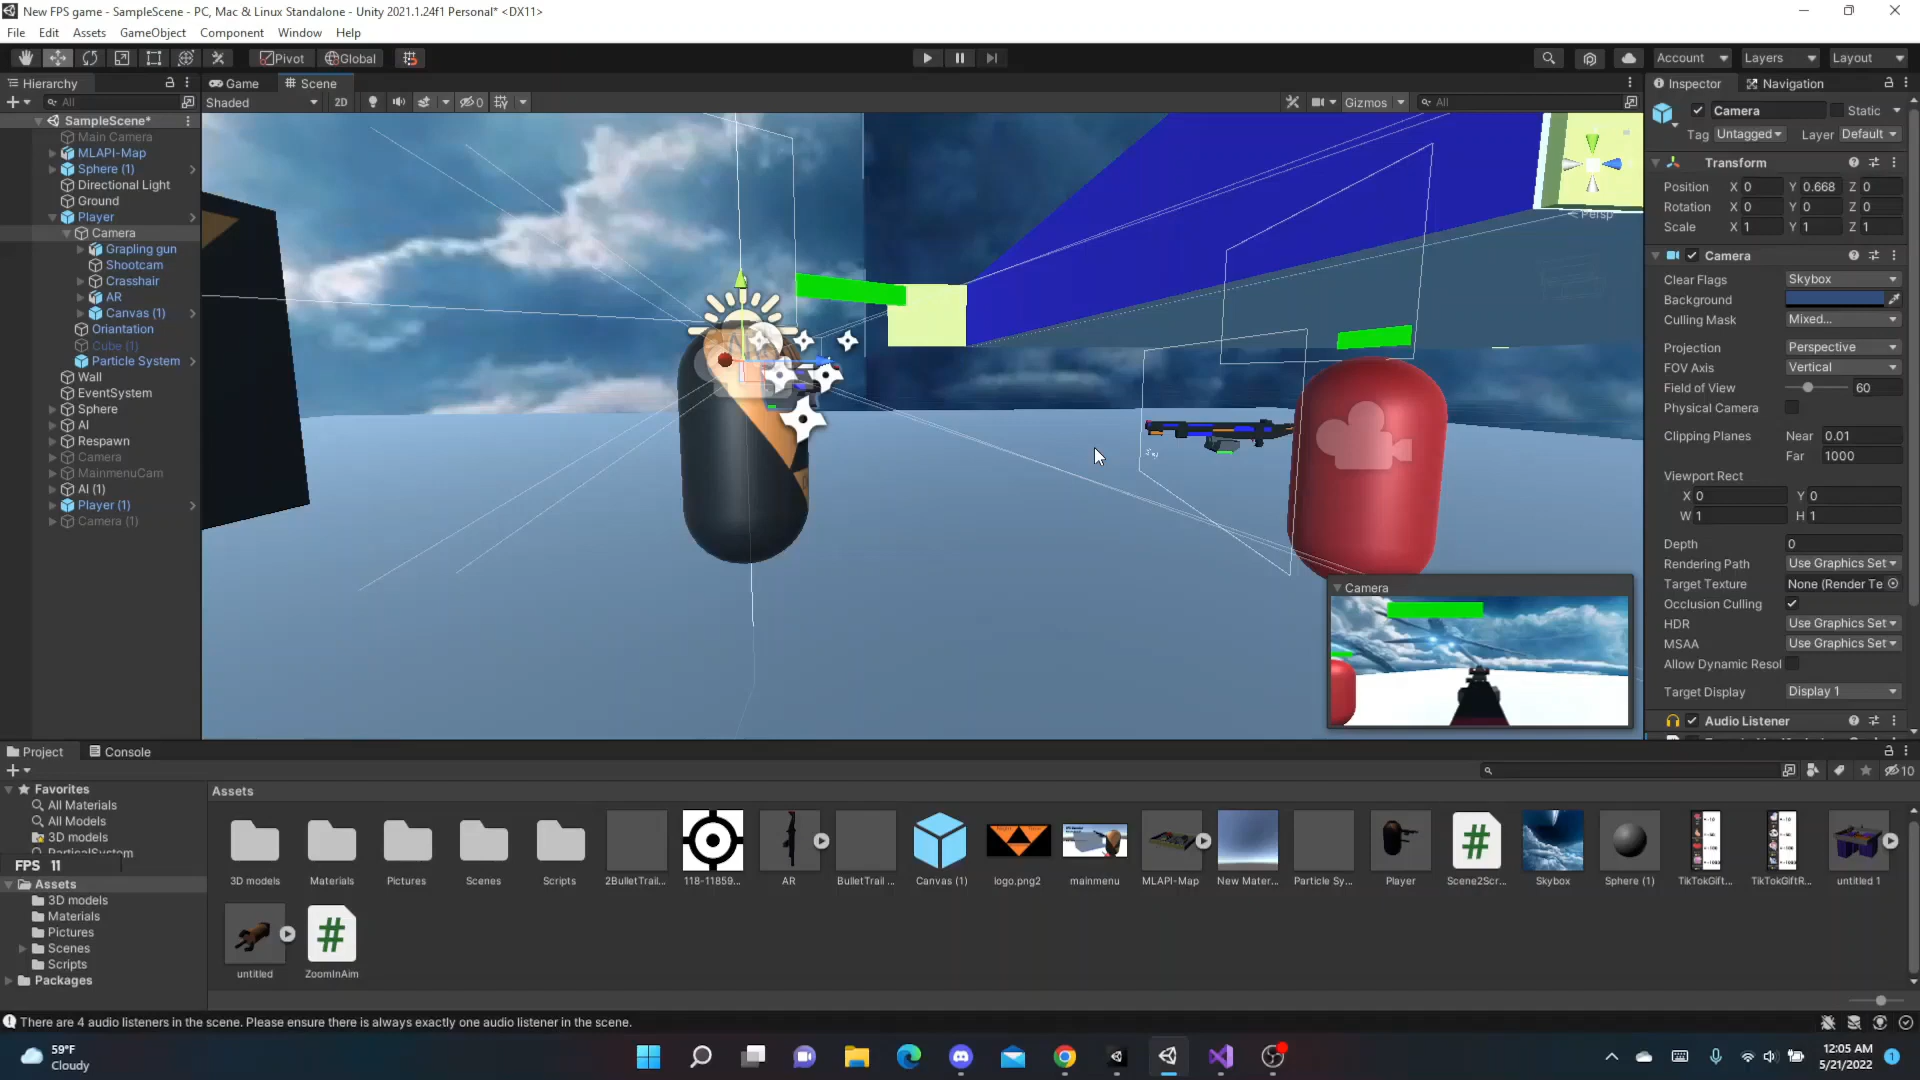 New FPS game - SampleScene - PC, Mac & Linux Standalone - Unity 2021.1.24f1 Personal* <DX11>
File Edit Assets GameObject Component Window Help
Pivot Global Account Layers Layout
Hierarchy Game Scene Inspector Navigation
All Shaded 2D 0 Gizmos All
Camera Static
Tag Untagged Layer Default
SampleScene*
Main Camera
MLAPI-Map
Sphere (1)
Directional Light
Ground
Player
Camera
Grapling gun
Shootcam
Crasshair
AR
Canvas (1)
Orientation
Cube (1)
Particle System
Wall
EventSystem
Sphere
AI
Respawn
Camera
MainmenuCam
AI (1)
Player (1)
Camera (1)
Persp
Camera
Transform
Position X 0 Y 0.668 Z 0
Rotation X 0 Y 0 Z 0
Scale X 1 Y 1 Z 1
Camera
Clear Flags Skybox
Background
Culling Mask Mixed...
Projection Perspective
FOV Axis Vertical
Field of View 60
Physical Camera
Clipping Planes Near 0.01
Far 1000
Viewport Rect
X 0 Y 0
W 1 H 1
Depth 0
Rendering Path Use Graphics Set
Target Texture None (Render Te
Occlusion Culling
HDR Use Graphics Set
MSAA Use Graphics Set
Allow Dynamic Resol
Target Display Display 1
Audio Listener
Project Console
10
Favorites
All Materials
All Models
3D models
FPS 11
Assets
3D models
Materials
Pictures
Scenes
Scripts
Packages
Assets
3D models Materials Pictures Scenes Scripts 2BulletTrail... 118-11859... AR BulletTrail ... Canvas (1) logo.png2 mainmenu MLAPI-Map New Mater... Particle Sy... Player Scene2Scr... Skybox Sphere (1) TikTokGift... TikTokGiftR... untitled 1
untitled ZoomInAim
There are 4 audio listeners in the scene. Please ensure there is always exactly one audio listener in the scene.
59°F
Cloudy
12:05 AM
5/21/2022
1